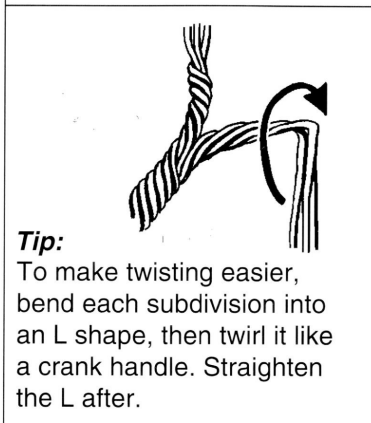 Tip:
To make twisting easier,
bend each subdivision into
an L shape, then twirl it like
a crank handle. Straighten
the L after.